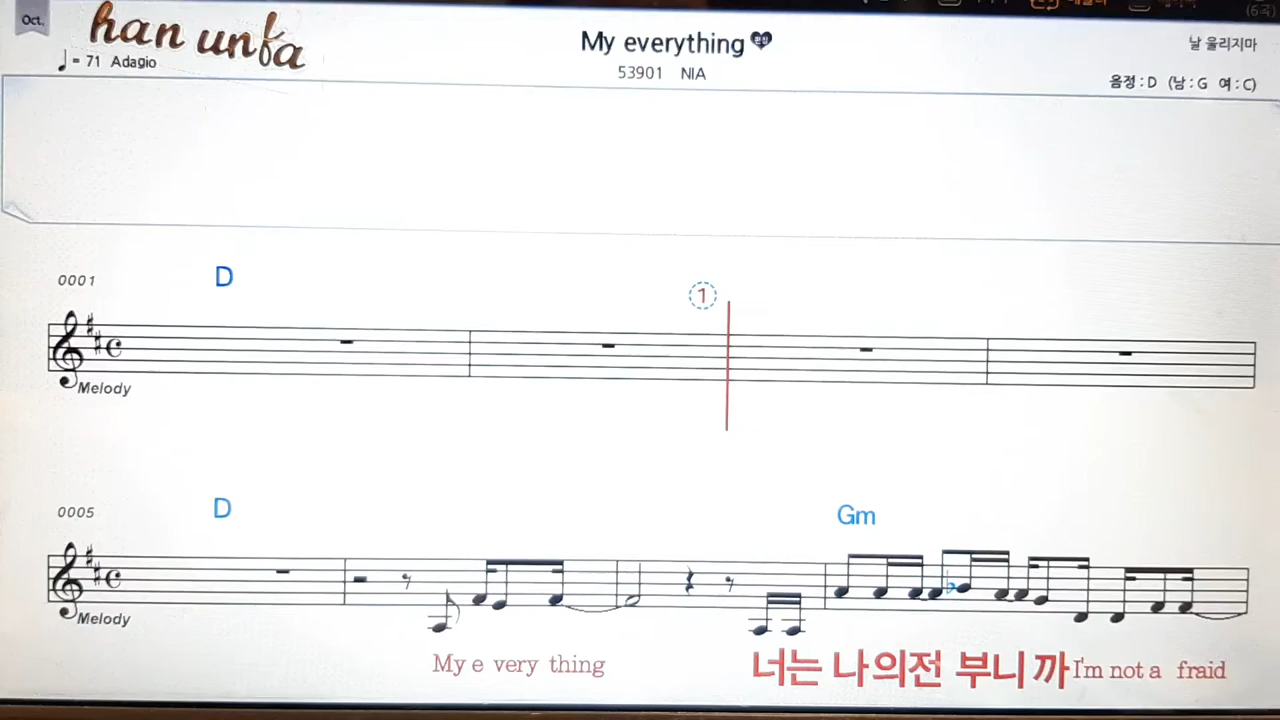 Oct.
han unfa
My everything
날 울리지마
♩= 71 Adagio
53901 NIA
음정 : D (남 : G 여 : C)
0001
D
1
Melody
0005
D
Gm
Melody
My e very thing 너는 나의전 부니 까 I'm not a fraid